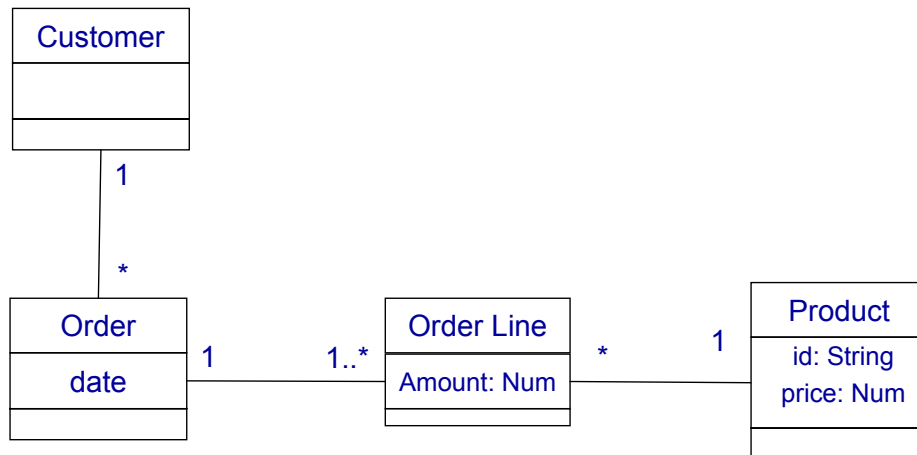 Customer
1
*
Order
date
1
1..*
Order Line
Amount: Num
*
1
Product
id: String
price: Num